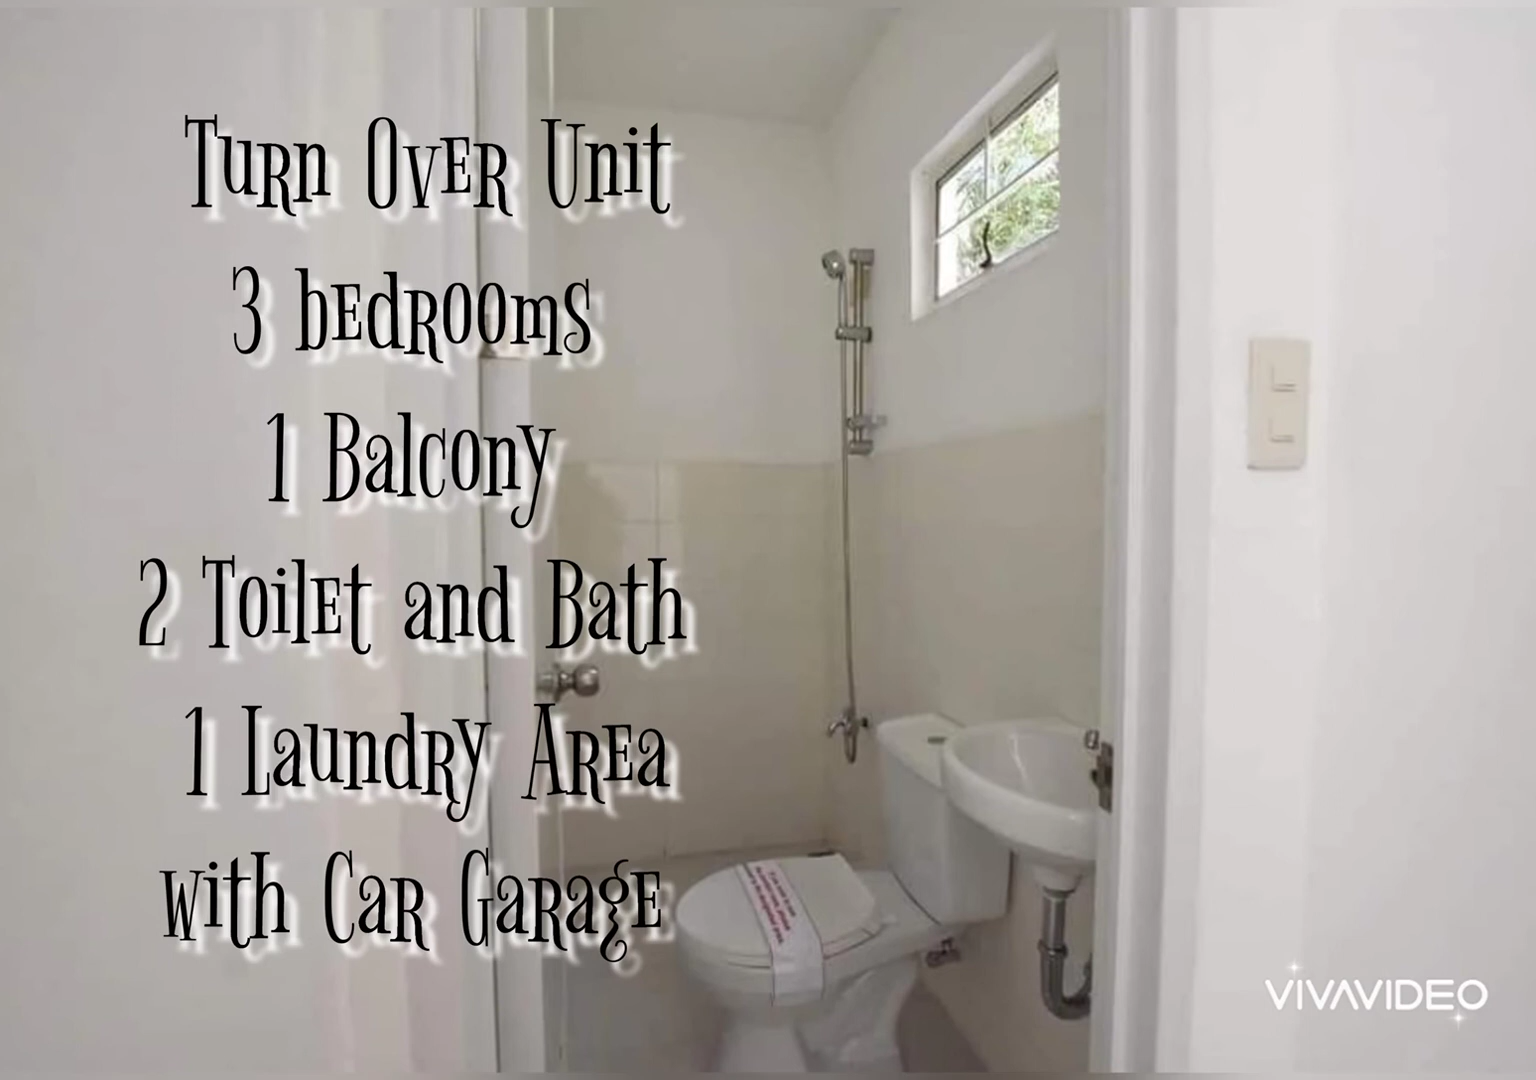 Turn Over Unit
3 bedrooms
1 Balcony
2 Toilet and Bath
1 Laundry Area
with Car Garage
VIVAVIDEO